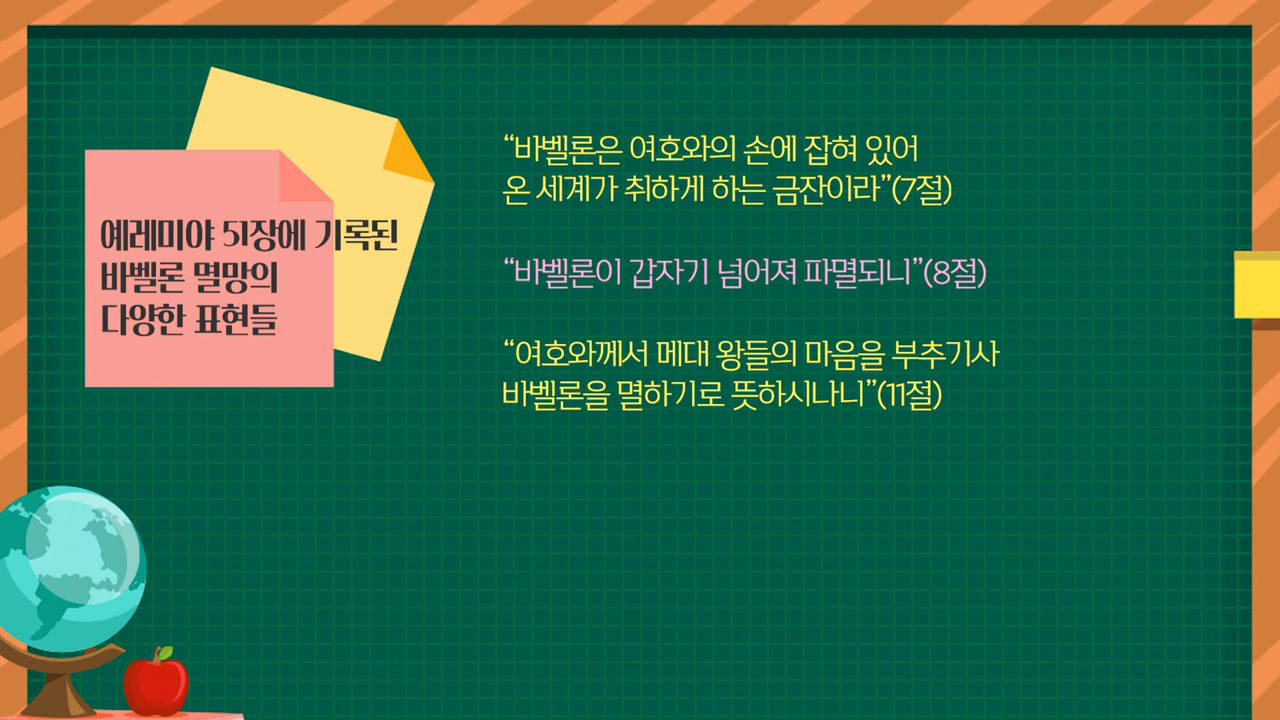 예레미야 51장에 기록된
바벨론 멸망의
다양한 표현들
“바벨론은 여호와의 손에 잡혀 있어
온 세계가 취하게 하는 금잔이라”(7절)
“바벨론이 갑자기 넘어져 파멸되니”(8절)
“여호와께서 메대 왕들의 마음을 부추기사
바벨론을 멸하기로 뜻하시나니”(11절)